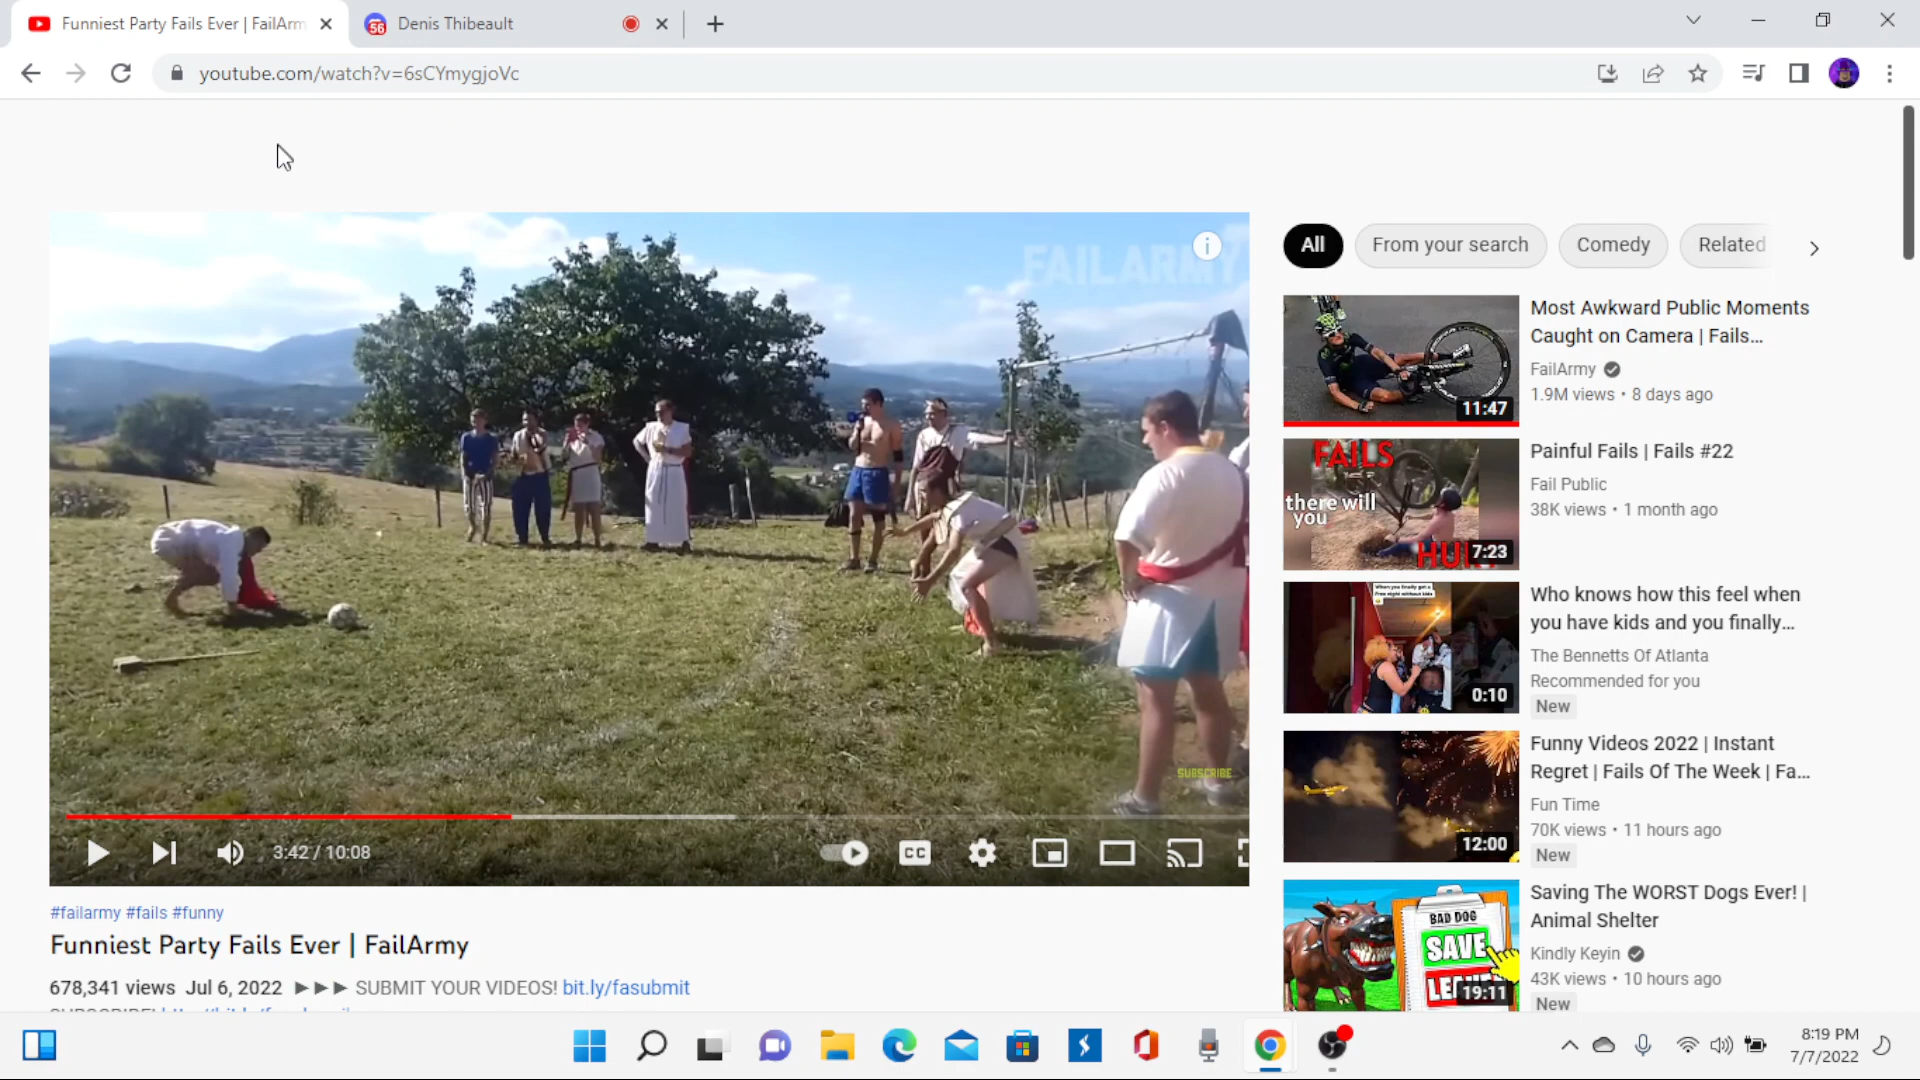 Funniest Party Fails Ever | FailArm
56
Denis Thibeault
youtube.com/watch?v=6sCYmygjoVc
FAILARMY
All
From your search
Comedy
Related
Most Awkward Public Moments
Caught on Camera | Fails...
FailArmy
1.9M views • 8 days ago
11:47
FAILS
there will
you
HU
7:23
Painful Fails | Fails #22
Fail Public
38K views • 1 month ago
0:10
Who knows how this feel when
you have kids and you finally...
The Bennetts Of Atlanta
Recommended for you
New
12:00
Funny Videos 2022 | Instant
Regret | Fails Of The Week | Fa...
Fun Time
70K views • 11 hours ago
New
BAD DOG
SAVE
19:11
Saving The WORST Dogs Ever! |
Animal Shelter
Kindly Keyin
43K views • 10 hours ago
New
SUBSCRIBE
3:42 / 10:08
CC
#failarmy #fails #funny
Funniest Party Fails Ever | FailArmy
678,341 views Jul 6, 2022 ►►► SUBMIT YOUR VIDEOS! bit.ly/fasubmit
8:19 PM
7/7/2022